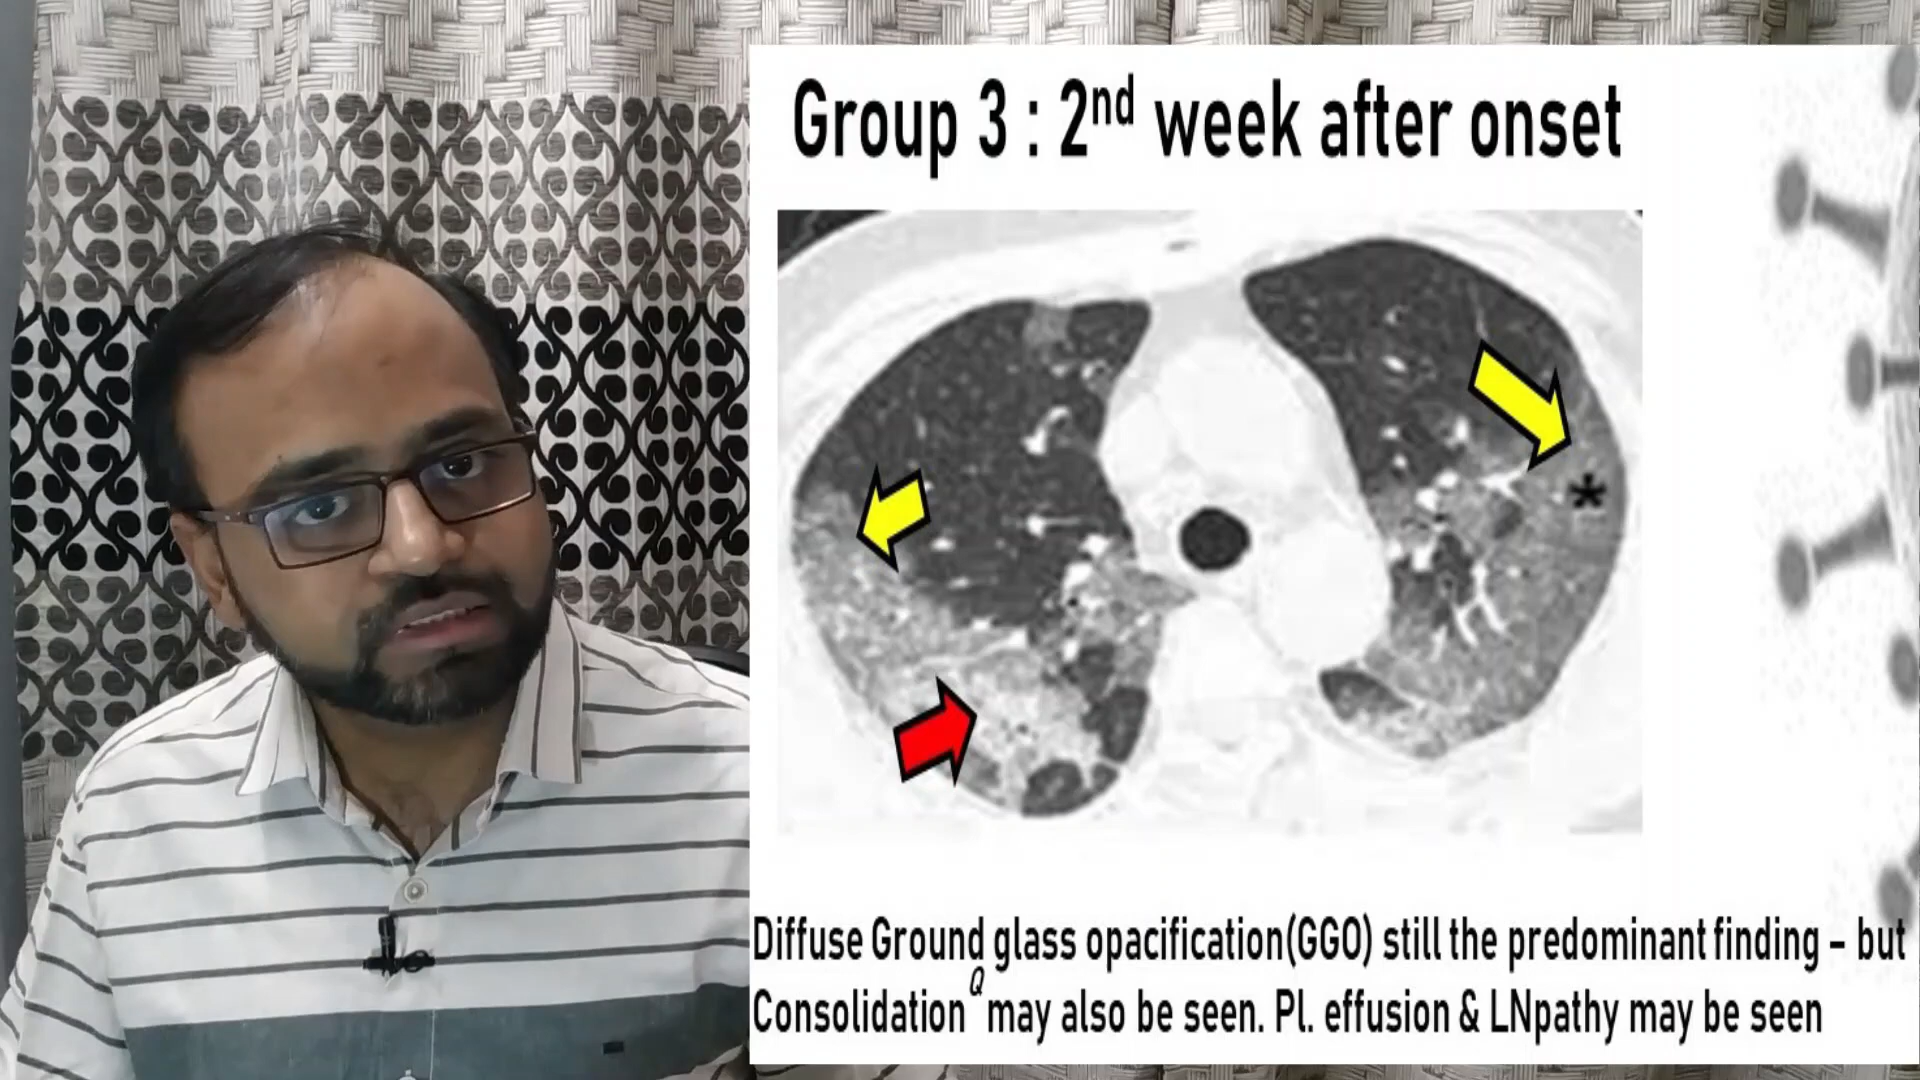 Group 3 : 2nd week after onset
*
Diffuse Ground glass opacification(GGO) still the predominant finding – but
Consolidation Q may also be seen. Pl. effusion & LNpathy may be seen